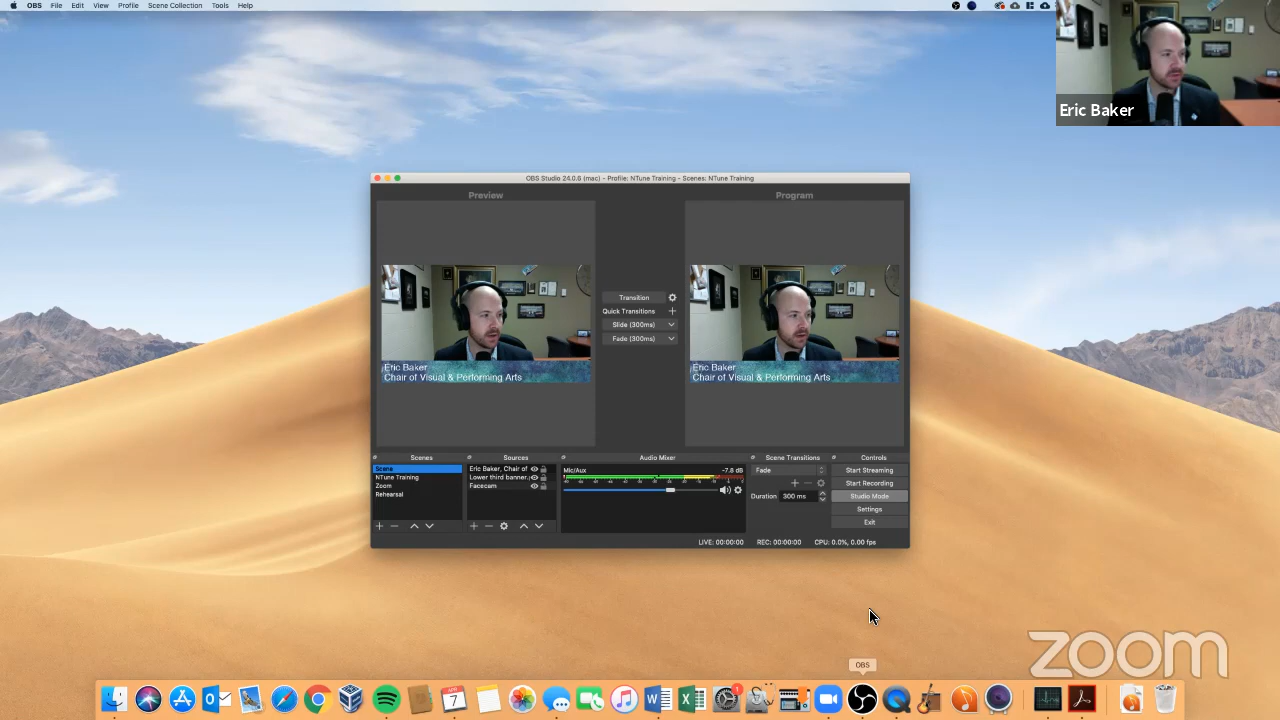 OBS File Edit View Profile Scene Collection Tools Help
Eric Baker
OBS Studio 24.0.6 (mac) - Profile: NTune Training - Scenes: NTune Training
Preview
Program
Transition
Quick Transitions
Slide (300ms)
Fade (300ms)
Eric Baker
Chair of Visual & Performing Arts
Eric Baker
Chair of Visual & Performing Arts
Scenes
Scene
NTune Training
Zoom
Rehearsal
Sources
Eric Baker, Chair of
Lower third banner.
Facecam
Audio Mixer
Mic/Aux
-7.8 dB
Scene Transitions
Fade
Duration 300 ms
Controls
Start Streaming
Start Recording
Studio Mode
Settings
Exit
LIVE: 00:00:00 REC: 00:00:00 CPU: 0.0%, 0.00 fps
zoom
OBS
APR
7
1